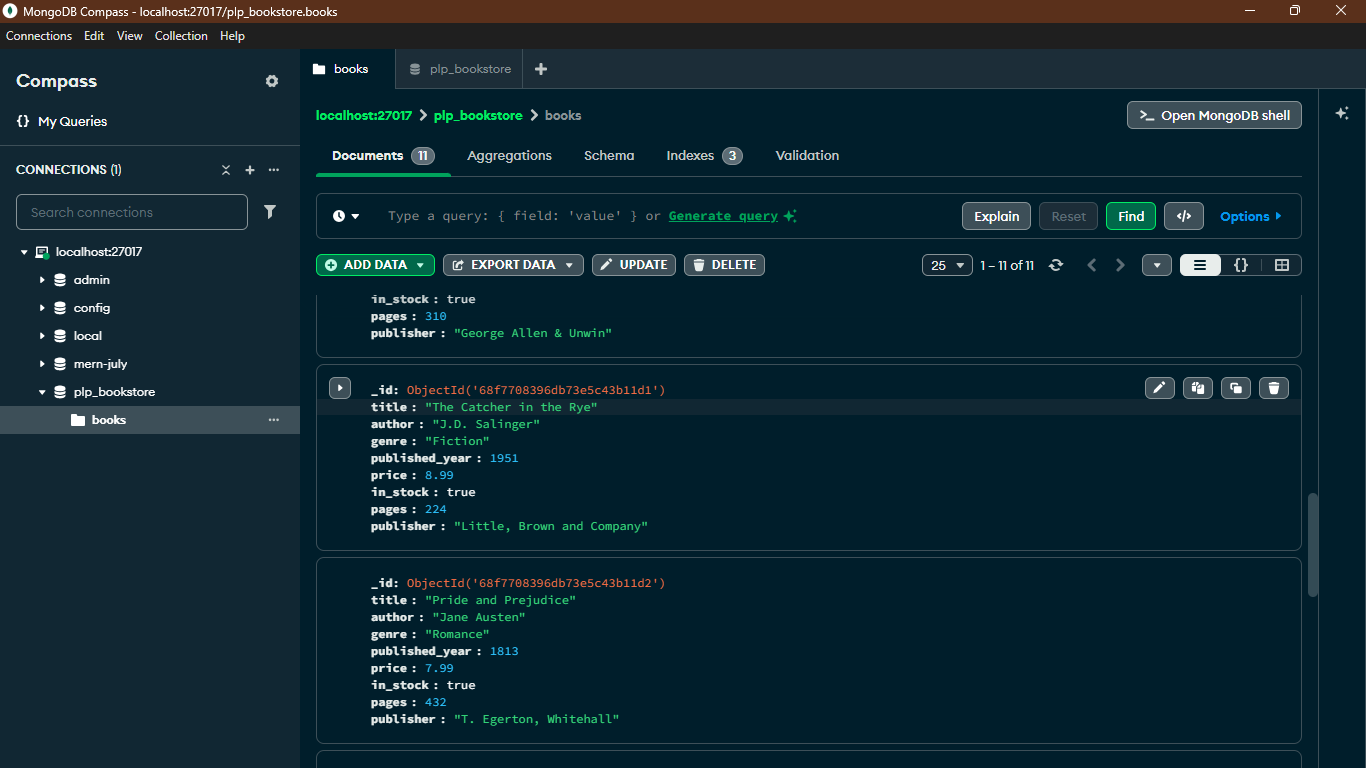 MongoDB Compass - localhost:27017/plp_bookstore.books
Connections Edit View Collection Help
Compass
{} My Queries
CONNECTIONS (1)
Search connections
localhost:27017
admin
config
local
mern-july
plp_bookstore
books
books
plp_bookstore
localhost:27017 > plp_bookstore > books
>_ Open MongoDB shell
Documents 11 Aggregations Schema Indexes 3 Validation
Type a query: { field: 'value' } or Generate query
Explain Reset Find </> Options
ADD DATA EXPORT DATA UPDATE DELETE
25 1 – 11 of 11 {}
in_stock : true
pages : 310
publisher : "George Allen & Unwin"
_id: ObjectId('68f7708396db73e5c43b11d1')
title : "The Catcher in the Rye"
author : "J.D. Salinger"
genre : "Fiction"
published_year : 1951
price : 8.99
in_stock : true
pages : 224
publisher : "Little, Brown and Company"
_id: ObjectId('68f7708396db73e5c43b11d2')
title : "Pride and Prejudice"
author : "Jane Austen"
genre : "Romance"
published_year : 1813
price : 7.99
in_stock : true
pages : 432
publisher : "T. Egerton, Whitehall"